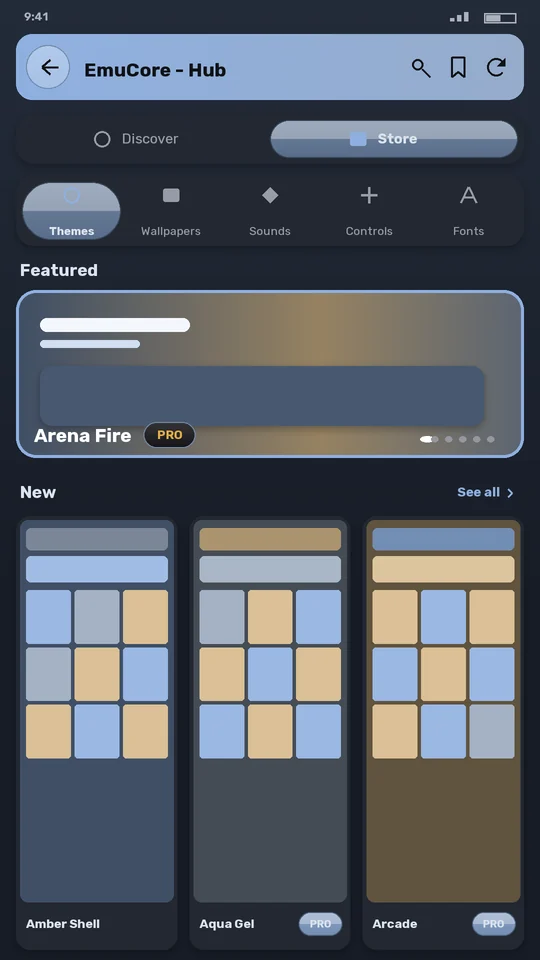 9:41
EmuCore - Hub
Discover
Store
Themes
Wallpapers
Sounds
Controls
Fonts
Featured
Arena Fire
PRO
New
See all
Amber Shell
Aqua Gel
PRO
Arcade
PRO